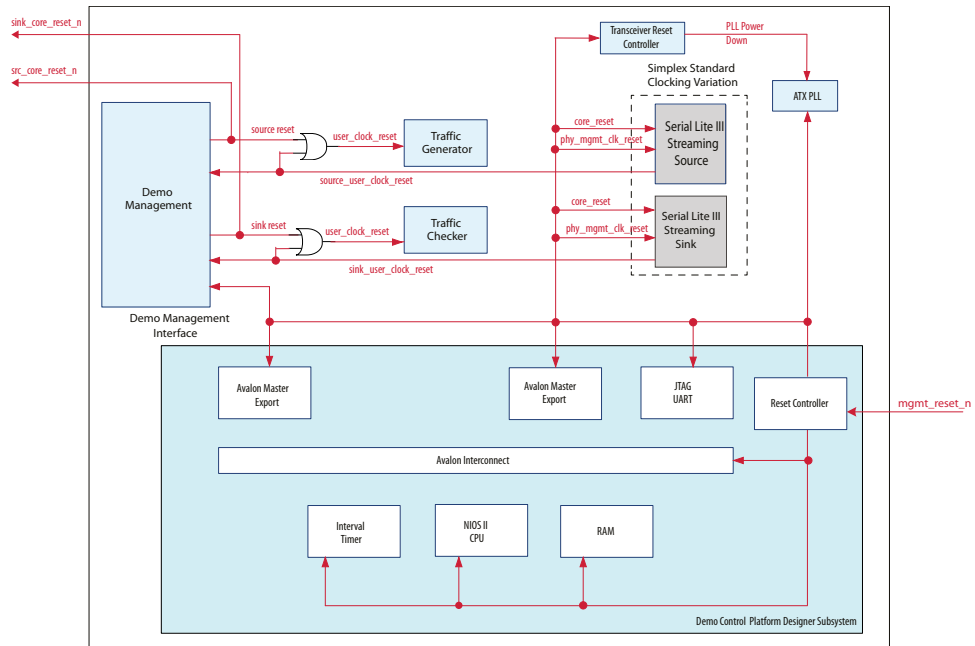 sink_core_reset_n
src_core_reset_n
Transceiver Reset
Controller
PLL Power
Down
ATX PLL
Simplex Standard
Clocking Variation
Demo
Management
source reset
user_clock_reset
Traffic
Generator
source_user_clock_reset
core_reset
phy_mgmt_clk_reset
Serial Lite III
Streaming
Source
sink reset
user_clock_reset
Traffic
Checker
sink_user_clock_reset
core_reset
phy_mgmt_clk_reset
Serial Lite III
Streaming
Sink
Demo Management
Interface
Avalon Master
Export
Avalon Master
Export
JTAG
UART
Reset Controller
mgmt_reset_n
Avalon Interconnect
Interval
Timer
NIOS II
CPU
RAM
Demo Control Platform Designer Subsystem